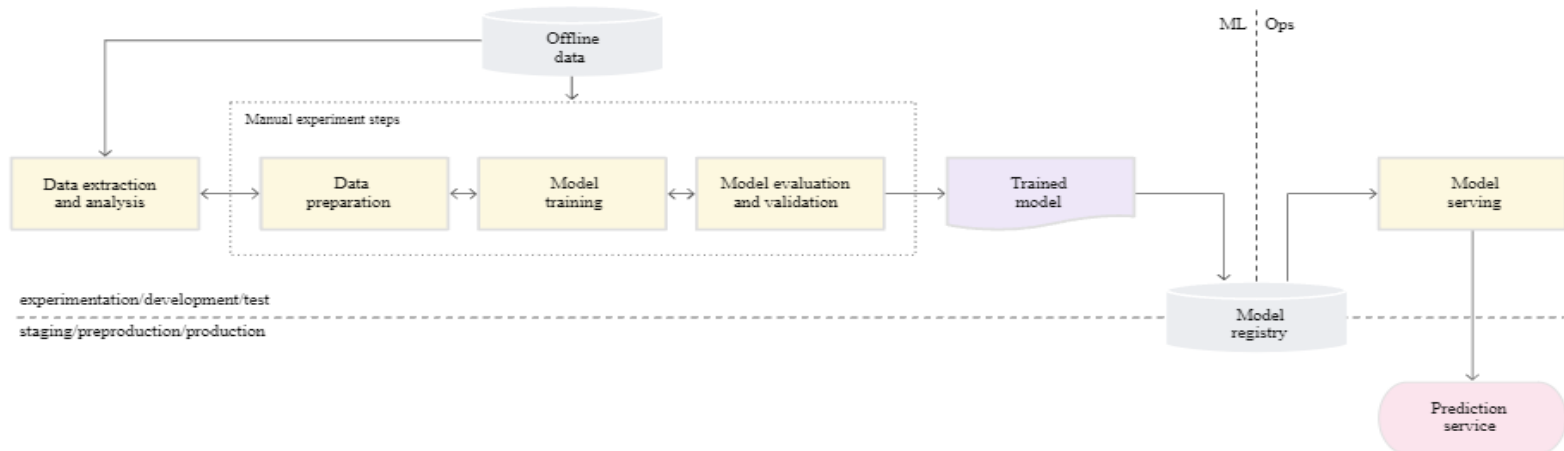 Offline
data
ML
Ops
Manual experiment steps
Data extraction
and analysis
Data
preparation
Model
training
Model evaluation
and validation
Trained
model
Model
serving
experimentation/development/test
staging/preproduction/production
Model
registry
Prediction
service